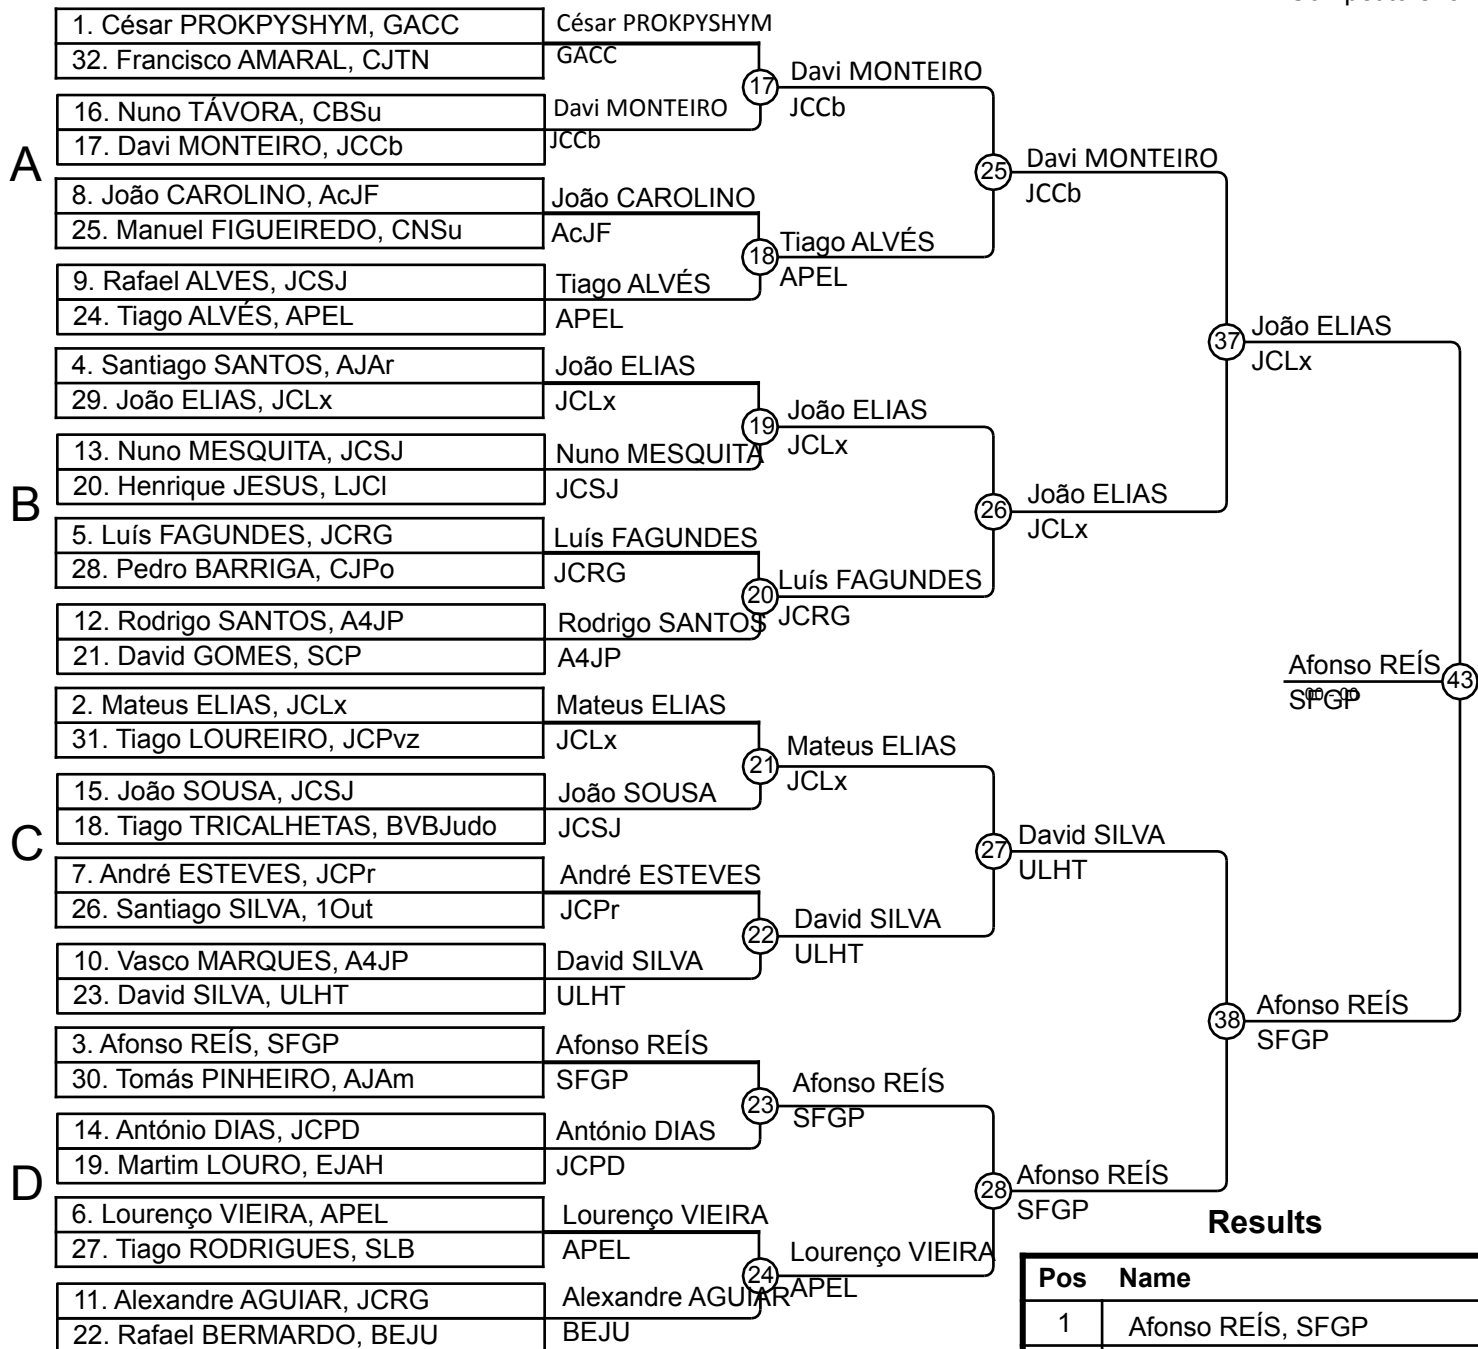 1. César PROKPYSHYM, GACC
32. Francisco AMARAL, CJTN
16. Nuno TÁVORA, CBSu
17. Davi MONTEIRO, JCCb
A
8. João CAROLINO, AcJF
25. Manuel FIGUEIREDO, CNSu
9. Rafael ALVES, JCSJ
24. Tiago ALVÉS, APEL
4. Santiago SANTOS, AJAr
29. João ELIAS, JCLx
13. Nuno MESQUITA, JCSJ
20. Henrique JESUS, LJCl
B
5. Luís FAGUNDES, JCRG
28. Pedro BARRIGA, CJPo
12. Rodrigo SANTOS, A4JP
21. David GOMES, SCP
2. Mateus ELIAS, JCLx
31. Tiago LOUREIRO, JCPvz
15. João SOUSA, JCSJ
18. Tiago TRICALHETAS, BVBJudo
C
7. André ESTEVES, JCPr
26. Santiago SILVA, 1Out
10. Vasco MARQUES, A4JP
23. David SILVA, ULHT
3. Afonso REÍS, SFGP
30. Tomás PINHEIRO, AJAm
14. António DIAS, JCPD
19. Martim LOURO, EJAH
D
6. Lourenço VIEIRA, APEL
27. Tiago RODRIGUES, SLB
11. Alexandre AGUIAR, JCRG
22. Rafael BERMARDO, BEJU
César PROKPYSHYM
GACC
17
Davi MONTEIRO
JCCb
João CAROLINO
AcJF
18
Tiago ALVÉS
APEL
João ELIAS
JCLx
19
Nuno MESQUITA
JCSJ
Luís FAGUNDES
JCRG
20
Rodrigo SANTOS
A4JP
Mateus ELIAS
JCLx
21
João SOUSA
JCSJ
André ESTEVES
JCPr
22
David SILVA
ULHT
Afonso REÍS
SFGP
23
António DIAS
JCPD
Lourenço VIEIRA
APEL
24
Alexandre AGUIAR
BEJU
Davi MONTEIRO
JCCb
25
Tiago ALVÉS
APEL
João ELIAS
JCLx
26
Luís FAGUNDES
JCRG
Mateus ELIAS
JCLx
27
David SILVA
ULHT
Afonso REÍS
SFGP
28
Lourenço VIEIRA
APEL
Davi MONTEIRO
JCCb
37
João ELIAS
JCLx
David SILVA
ULHT
38
Afonso REÍS
SFGP
João ELIAS
JCLx
Afonso REÍS
43
SFGP
00 - 00
Afonso REÍS
SFGP
Results
Pos Name
1 Afonso REÍS, SFGP